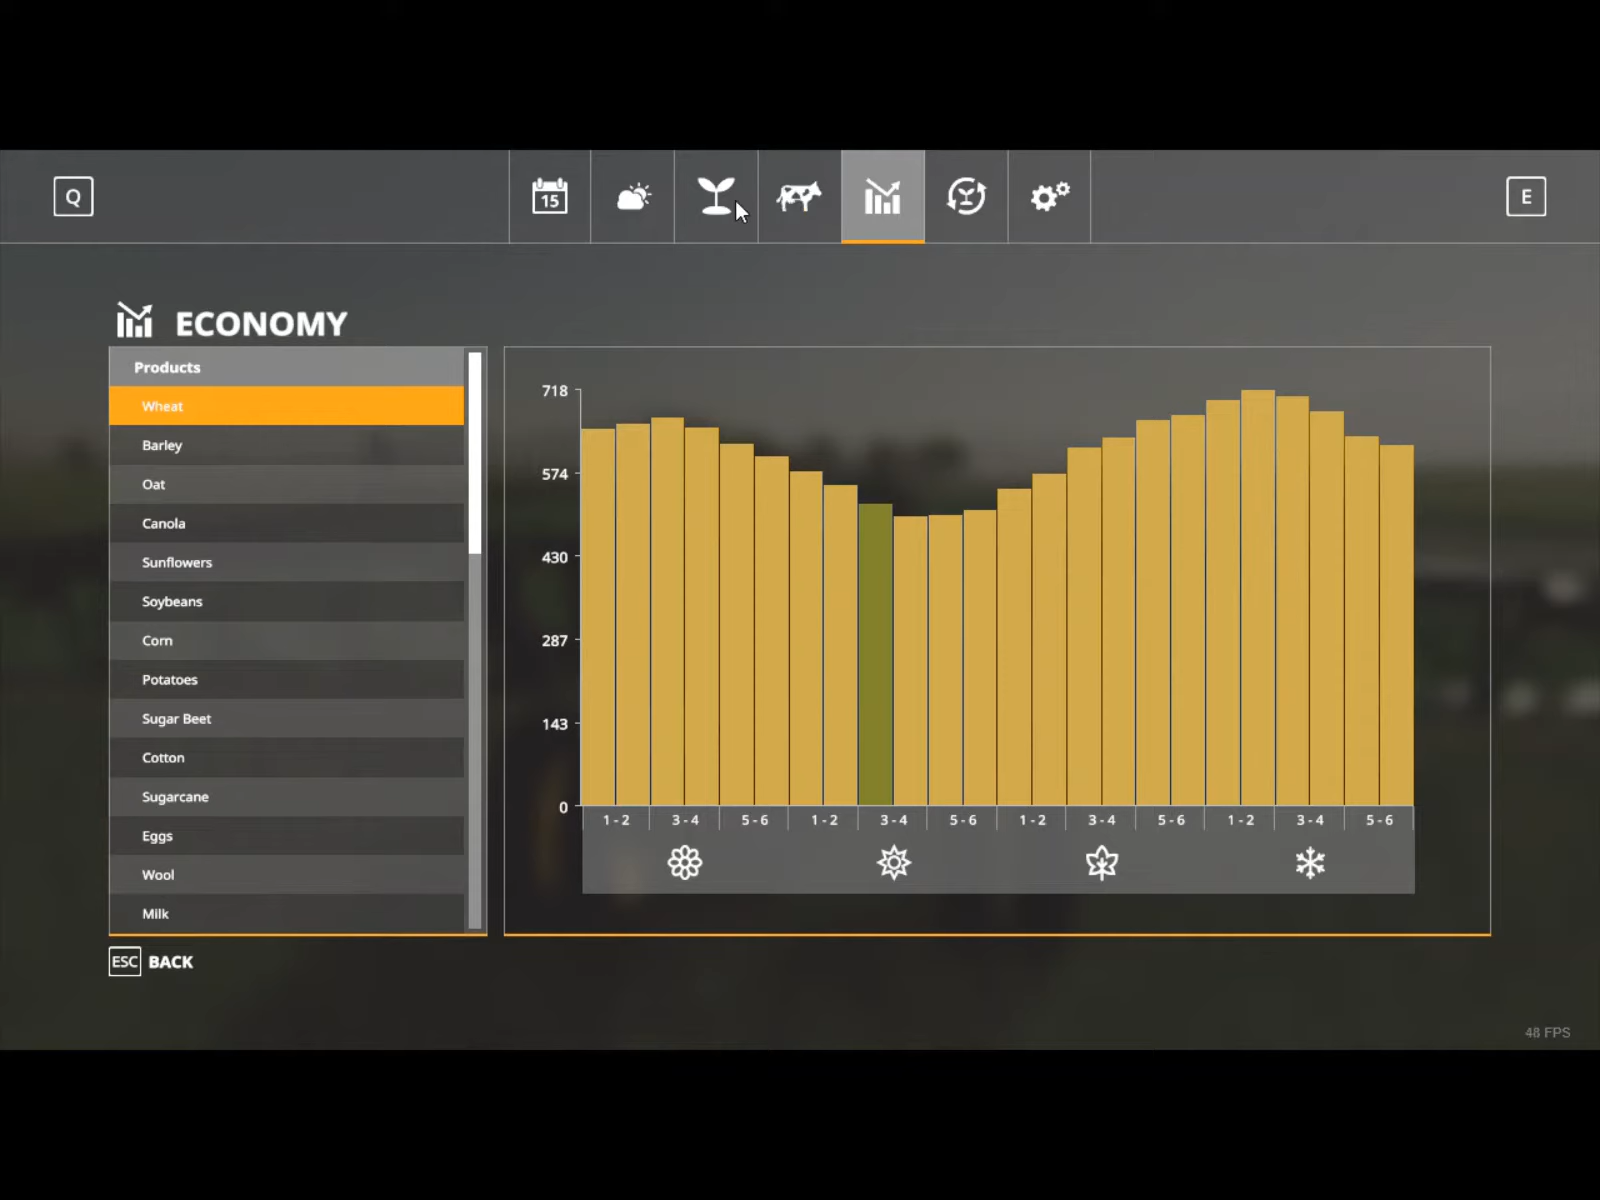 Q
15
E
ECONOMY
Products
Wheat
Barley
Oat
Canola
Sunflowers
Soybeans
Corn
Potatoes
Sugar Beet
Cotton
Sugarcane
Eggs
Wool
Milk
718
574
430
287
143
0
1 - 2 3 - 4 5 - 6 1 - 2 3 - 4 5 - 6 1 - 2 3 - 4 5 - 6 1 - 2 3 - 4 5 - 6
ESC BACK
48 FPS